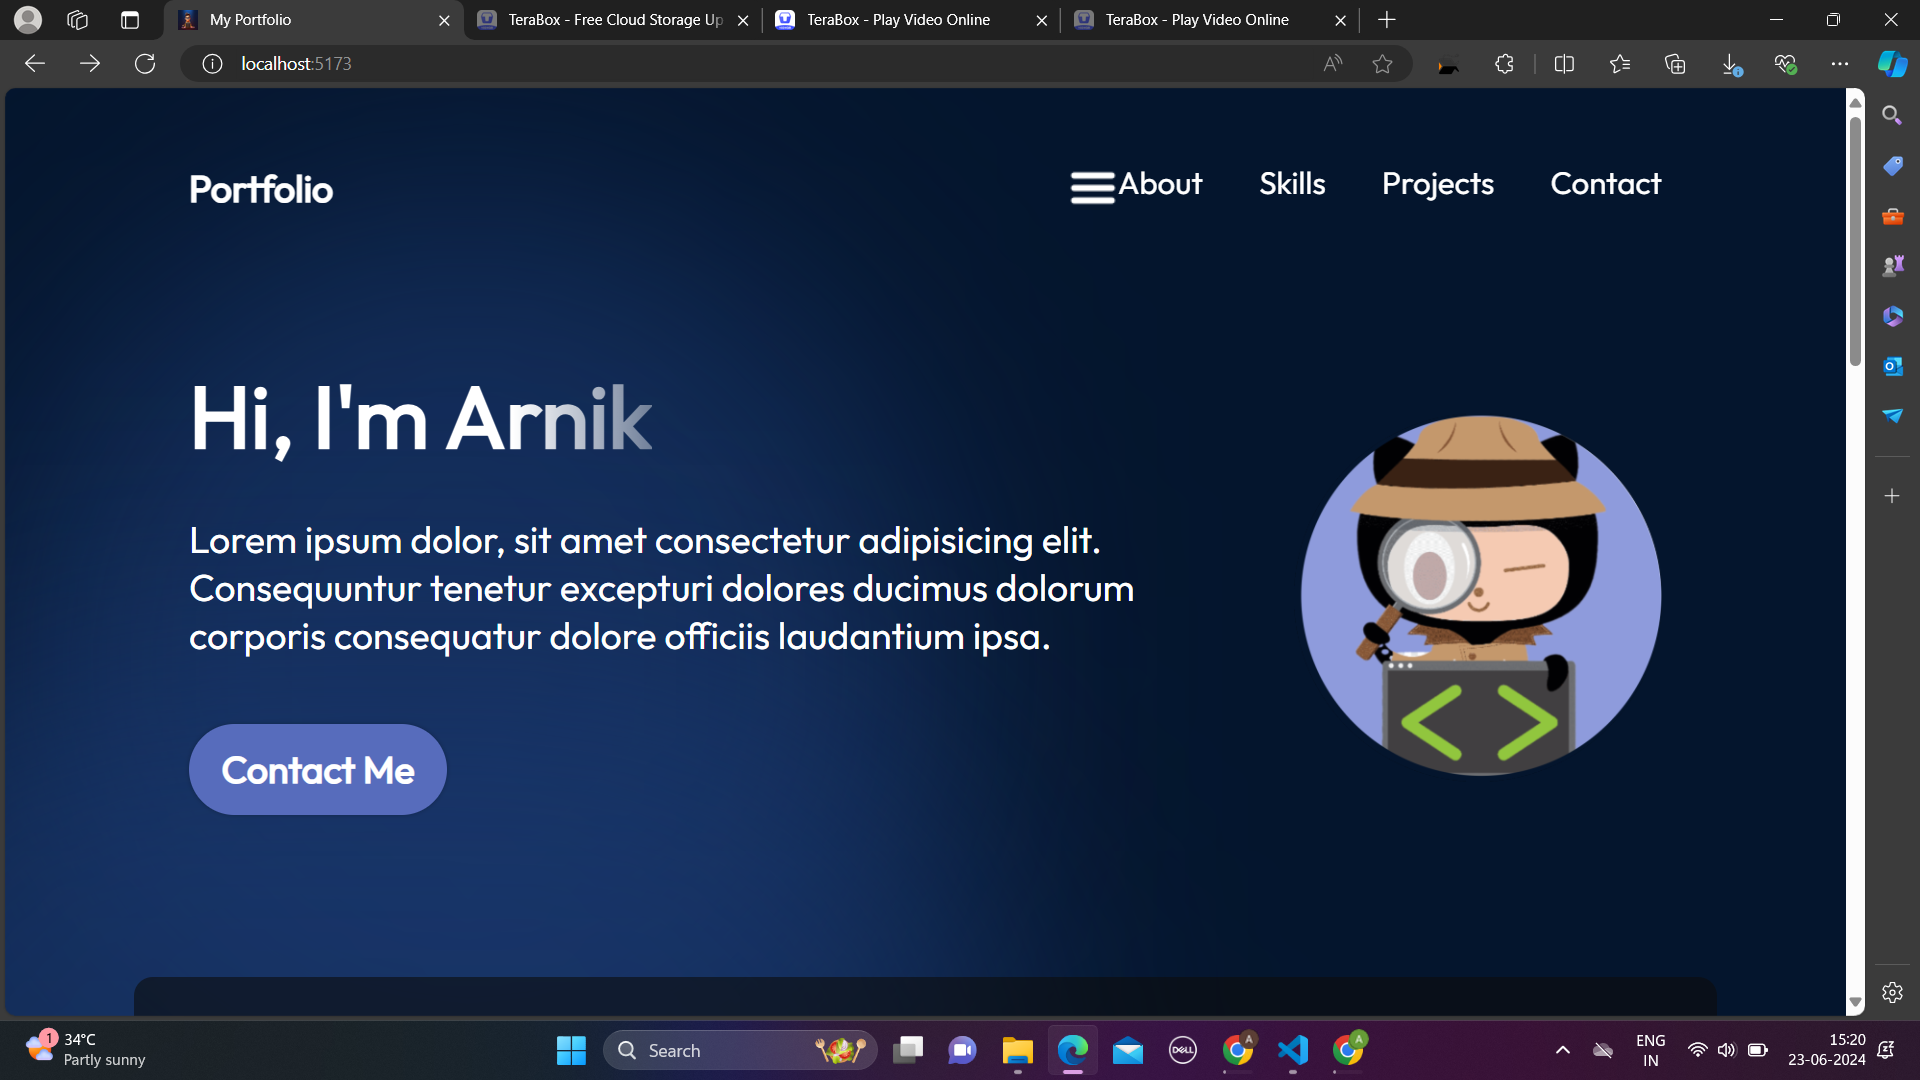 My Portfolio
TeraBox - Free Cloud Storage Up
TeraBox - Play Video Online
TeraBox - Play Video Online
localhost:5173
Portfolio
About
Skills
Projects
Contact
Hi, I'm Arnik
Lorem ipsum dolor, sit amet consectetur adipisicing elit.
Consequuntur tenetur excepturi dolores ducimus dolorum
corporis consequatur dolore officiis laudantium ipsa.
Contact Me
< >
1
34°C
Partly sunny
Search
DELL
A
A
ENG
IN
15:20
23-06-2024